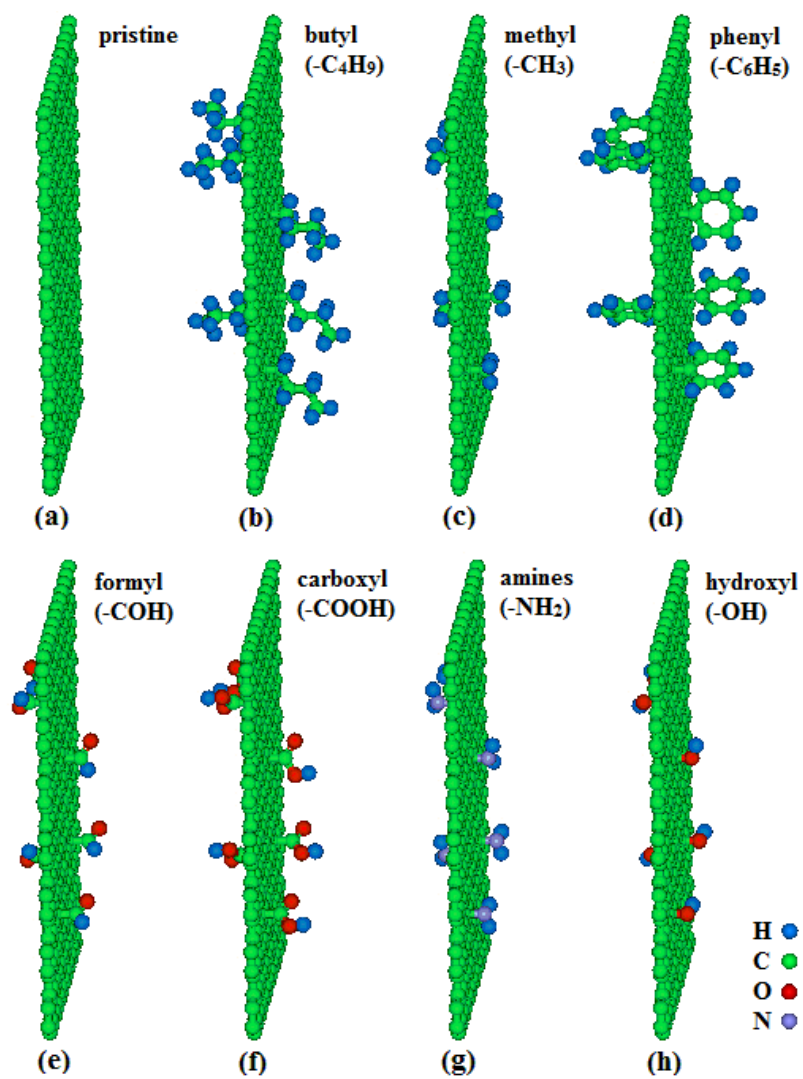 pristine
butyl
(-C₄H₉)
methyl
(-CH₃)
phenyl
(-C₆H₅)
(a)
(b)
(c)
(d)
formyl
(-COH)
carboxyl
(-COOH)
amines
(-NH₂)
hydroxyl
(-OH)
H
C
O
N
(e)
(f)
(g)
(h)